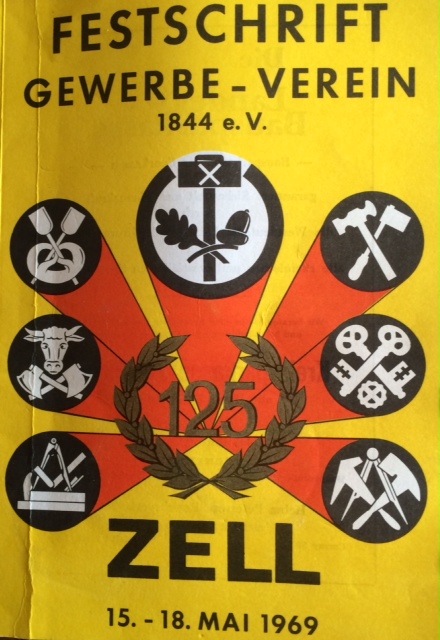 FESTSCHRIFT
GEWERBE - VEREIN
1844 e. V.
125
ZELL
15. - 18. MAI 1969